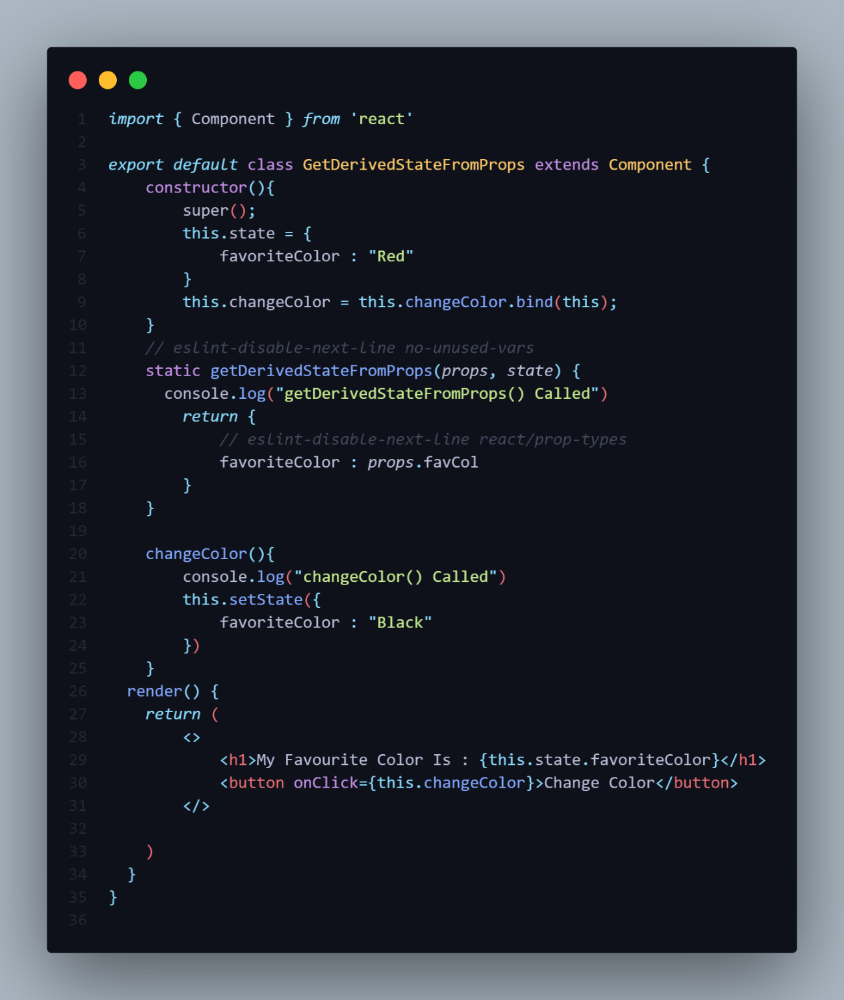 1 import { Component } from 'react'
2
3 export default class GetDerivedStateFromProps extends Component {
4     constructor(){
5         super();
6         this.state = {
7             favoriteColor : "Red"
8         }
9         this.changeColor = this.changeColor.bind(this);
10     }
11     // eslint-disable-next-line no-unused-vars
12     static getDerivedStateFromProps(props, state) {
13       console.log("getDerivedStateFromProps() Called")
14         return {
15             // eslint-disable-next-line react/prop-types
16             favoriteColor : props.favCol
17         }
18     }
19
20     changeColor(){
21         console.log("changeColor() Called")
22         this.setState({
23             favoriteColor : "Black"
24         })
25     }
26   render() {
27     return (
28         <>
29             <h1>My Favourite Color Is : {this.state.favoriteColor}</h1>
30             <button onClick={this.changeColor}>Change Color</button>
31         </>
32
33     )
34   }
35 }
36